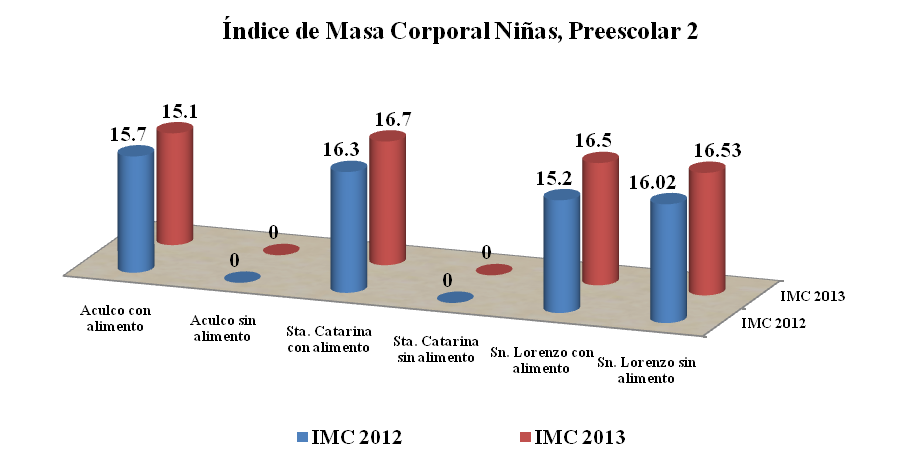 Índice de Masa Corporal Niñas, Preescolar 2
15.7
15.1
0
0
16.3
16.7
0
0
15.2
16.5
16.02
16.53
Aculco con
alimento
Aculco sin
alimento
Sta. Catarina
con alimento
Sta. Catarina
sin alimento
Sn. Lorenzo con
alimento
Sn. Lorenzo sin
alimento
IMC 2013
IMC 2012
IMC 2012
IMC 2013